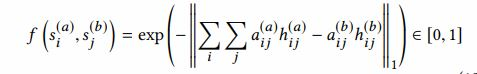 f(s_i^{(a)}, s_j^{(b)}) = exp(−‖∑_i ∑_j a_{ij}^{(a)} h_{ij}^{(a)} − a_{ij}^{(b)} h_{ij}^{(b)}‖_1) ∈ [0, 1]